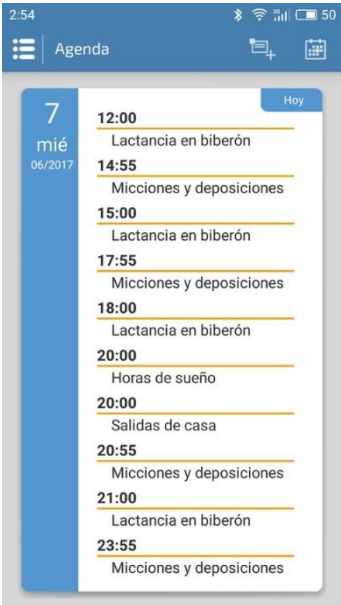 2:54
50
Agenda
Hoy
7
mié
06/2017
12:00
Lactancia en biberón
14:55
Micciones y deposiciones
15:00
Lactancia en biberón
17:55
Micciones y deposiciones
18:00
Lactancia en biberón
20:00
Horas de sueño
20:00
Salidas de casa
20:55
Micciones y deposiciones
21:00
Lactancia en biberón
23:55
Micciones y deposiciones